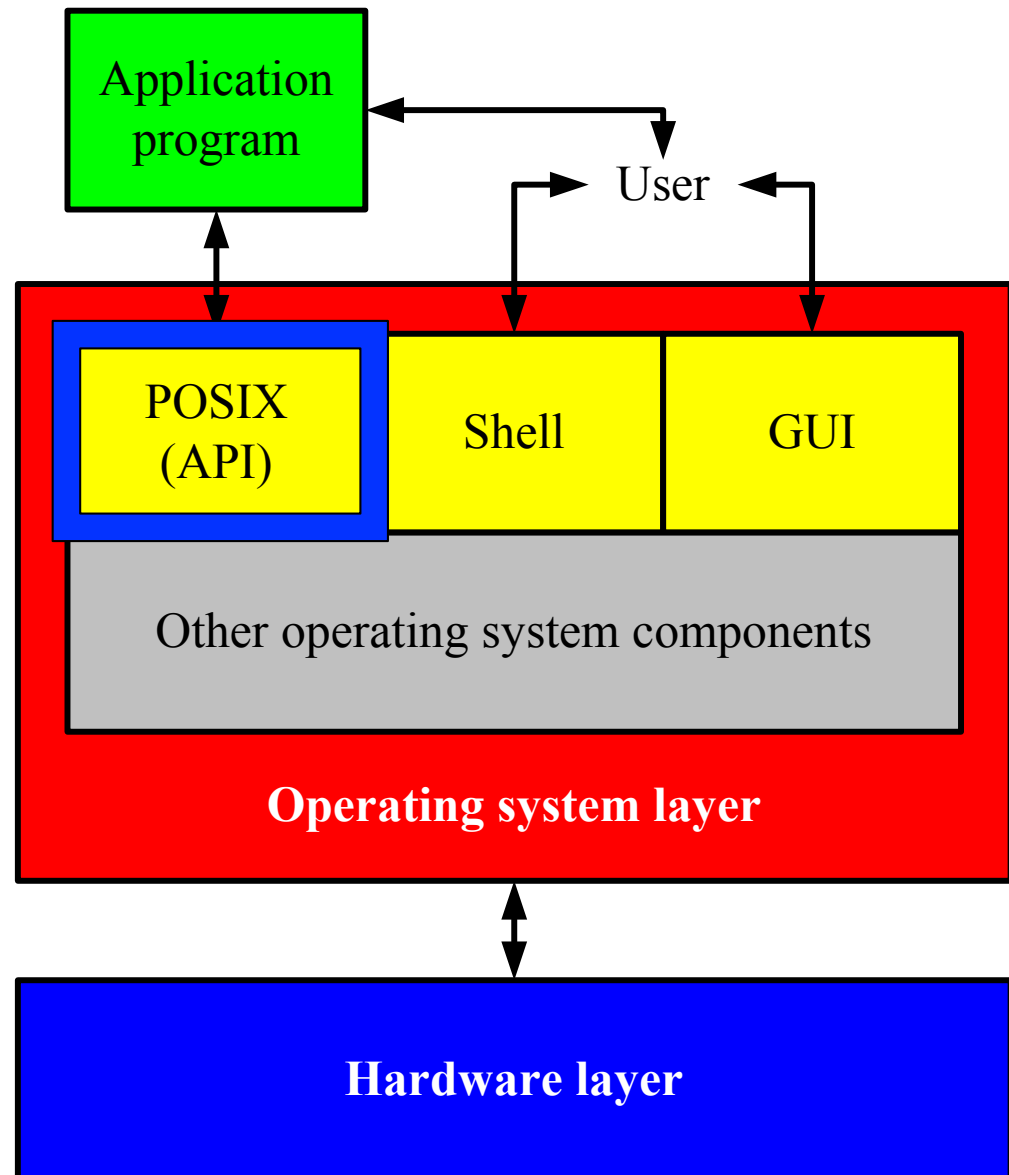 Application
program
User
POSIX
(API)
Shell
GUI
Other operating system components
Operating system layer
Hardware layer